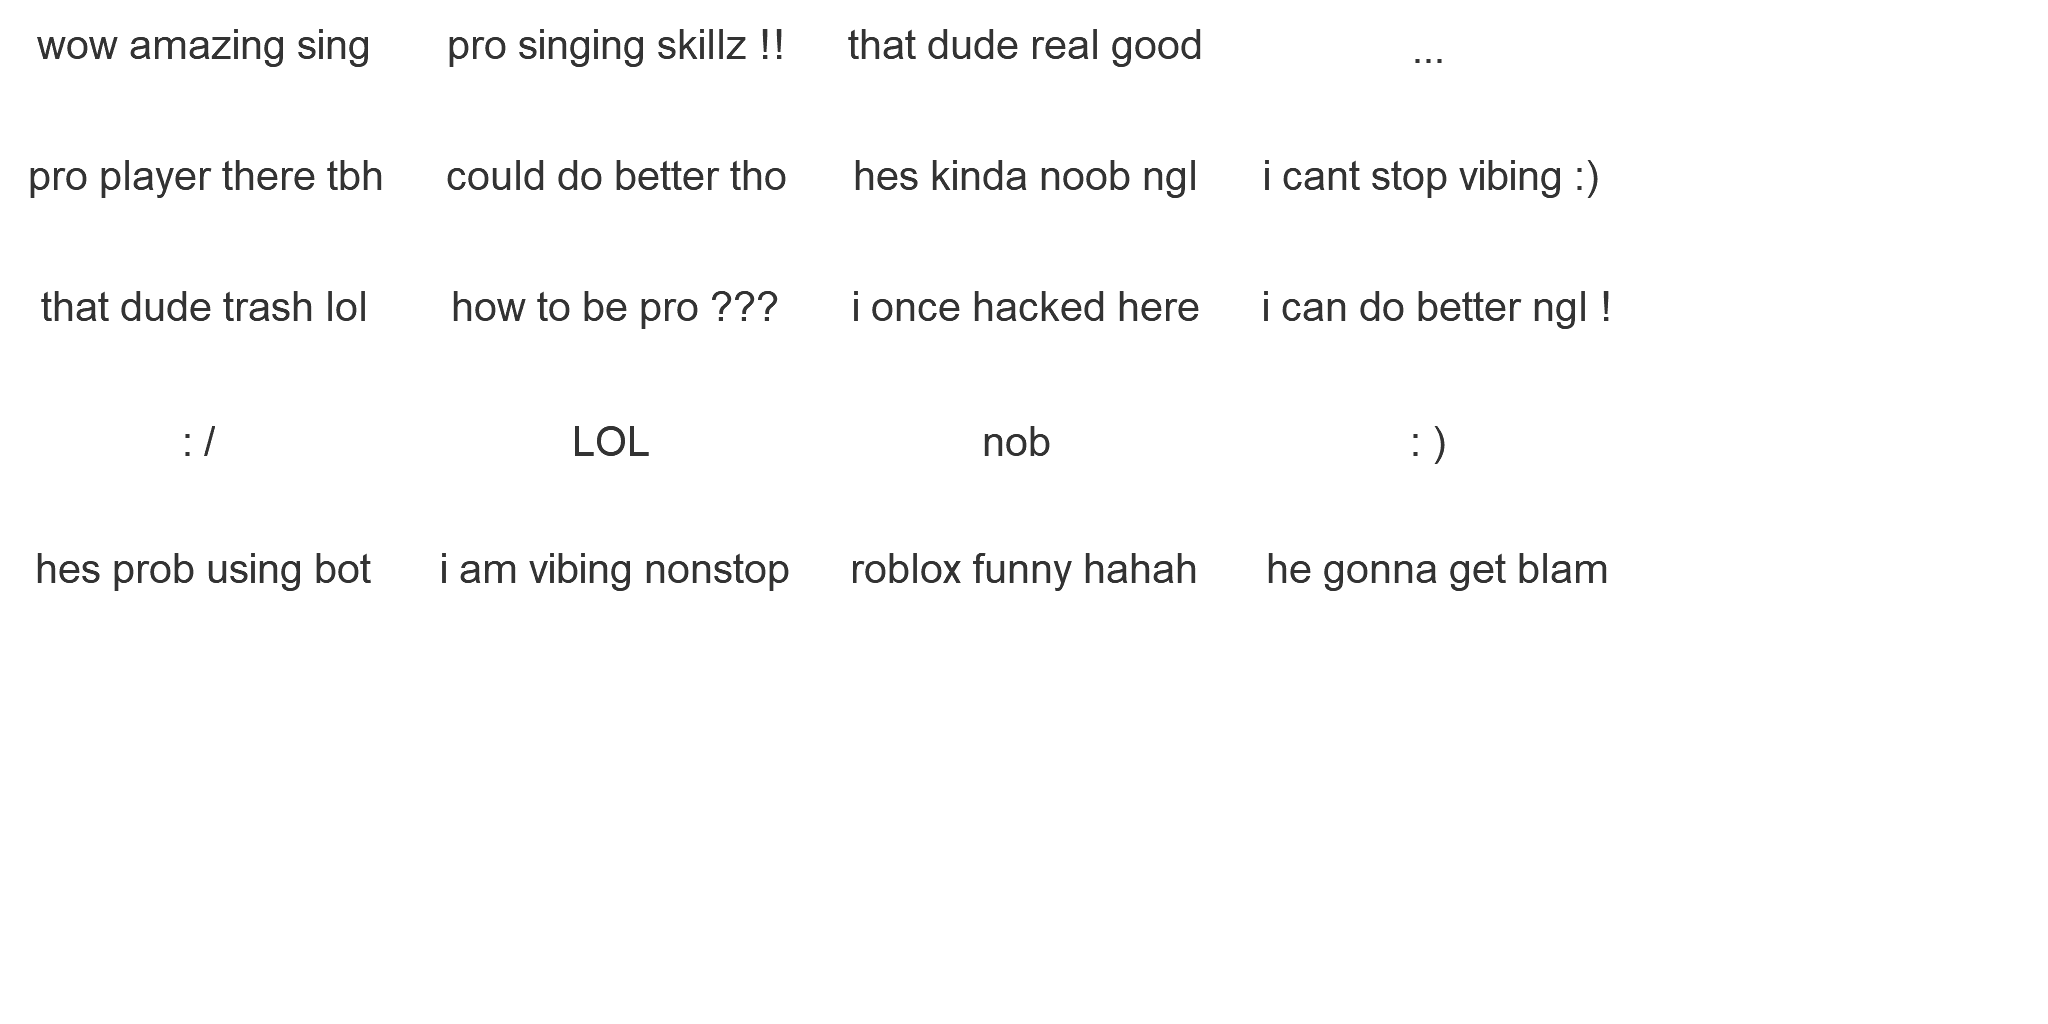 wow amazing sing pro singing skillz !! that dude real good ...
pro player there tbh could do better tho hes kinda noob ngl i cant stop vibing :)
that dude trash lol how to be pro ??? i once hacked here i can do better ngl !
: / LOL nob : )
hes prob using bot i am vibing nonstop roblox funny hahah he gonna get blam